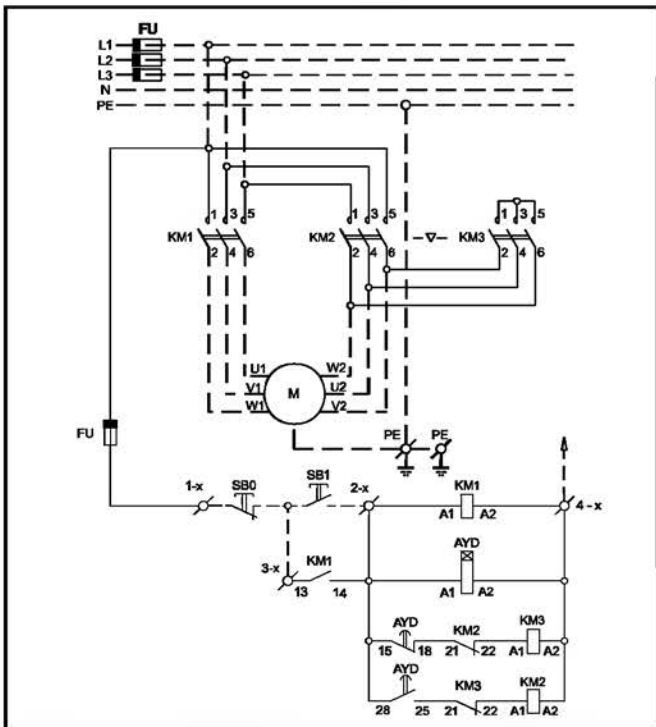 FU
L1
L2
L3
N
PE
1 3 5 1 3 5 1 3 5
KM1 KM2 KM3
2 4 6 2 4 6 2 4 6
U1 W2
V1 M U2
W1 V2
FU PE PE
1-x SB0 SB1 2-x KM1 4-x
A1 A2
3-x KM1 AYD
13 14 A1 A2
AYD KM2 KM3
15 18 21 22 A1 A2
AYD KM3 KM2
28 25 21 22 A1 A2